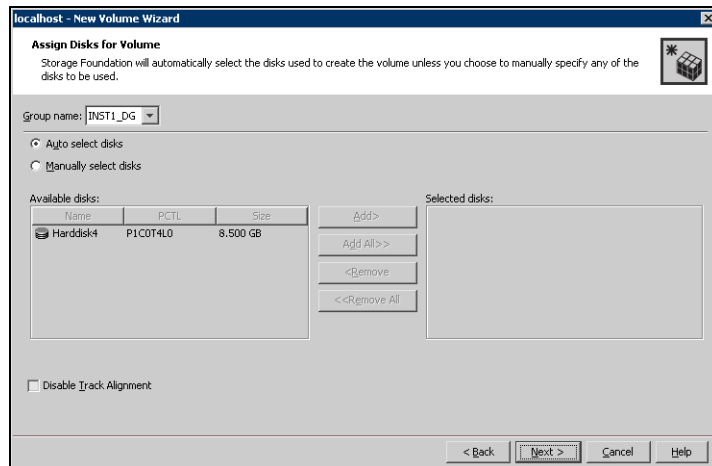 localhost - New Volume Wizard
Assign Disks for Volume
Storage Foundation will automatically select the disks used to create the volume unless you choose to manually specify any of the
disks to be used.
Group name: INST1_DG
Auto select disks
Manually select disks
Available disks:
Selected disks:
Name PCTL Size
Harddisk4 P1C0T4L0 8.500 GB
Add>
Add All>>
<Remove
<<Remove All
Disable Track Alignment
< Back Next > Cancel Help